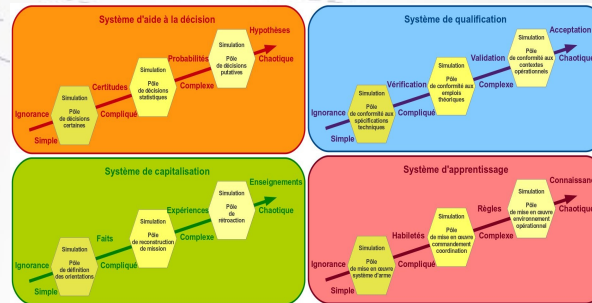 Système d'aide à la décision
Hypothèses
Simulation
Pôle
de décisions
putatives
Probabilités
Chaotique
Simulation
Pôle
de décisions
statistiques
Certitudes
Complexe
Simulation
Pôle
de décisions
certaines
Ignorance
Compliqué
Simple
Système de qualification
Acceptation
Simulation
Pôle
de conformité aux
contextes
opérationnels
Validation
Chaotique
Simulation
Pôle
de conformité aux
emplois
théoriques
Vérification
Complexe
Simulation
Pôle
de conformité aux
spécifications
techniques
Ignorance
Compliqué
Simple
Système de capitalisation
Enseignements
Simulation
Pôle
de
rétroaction
Expériences
Chaotique
Simulation
Pôle
de reconstruction
de mission
Faits
Complexe
Simulation
Pôle
de définition
des orientations
Ignorance
Compliqué
Simple
Système d'apprentissage
Connaissanc
Simulation
Pôle
de mise en œuvre
environnement
opérationnel
Règles
Chaotique
Simulation
Pôle
de mise en œuvre
commandement
coordination
Habiletés
Complexe
Simulation
Pôle
de mise en œuvre
système d'arme
Ignorance
Compliqué
Simple